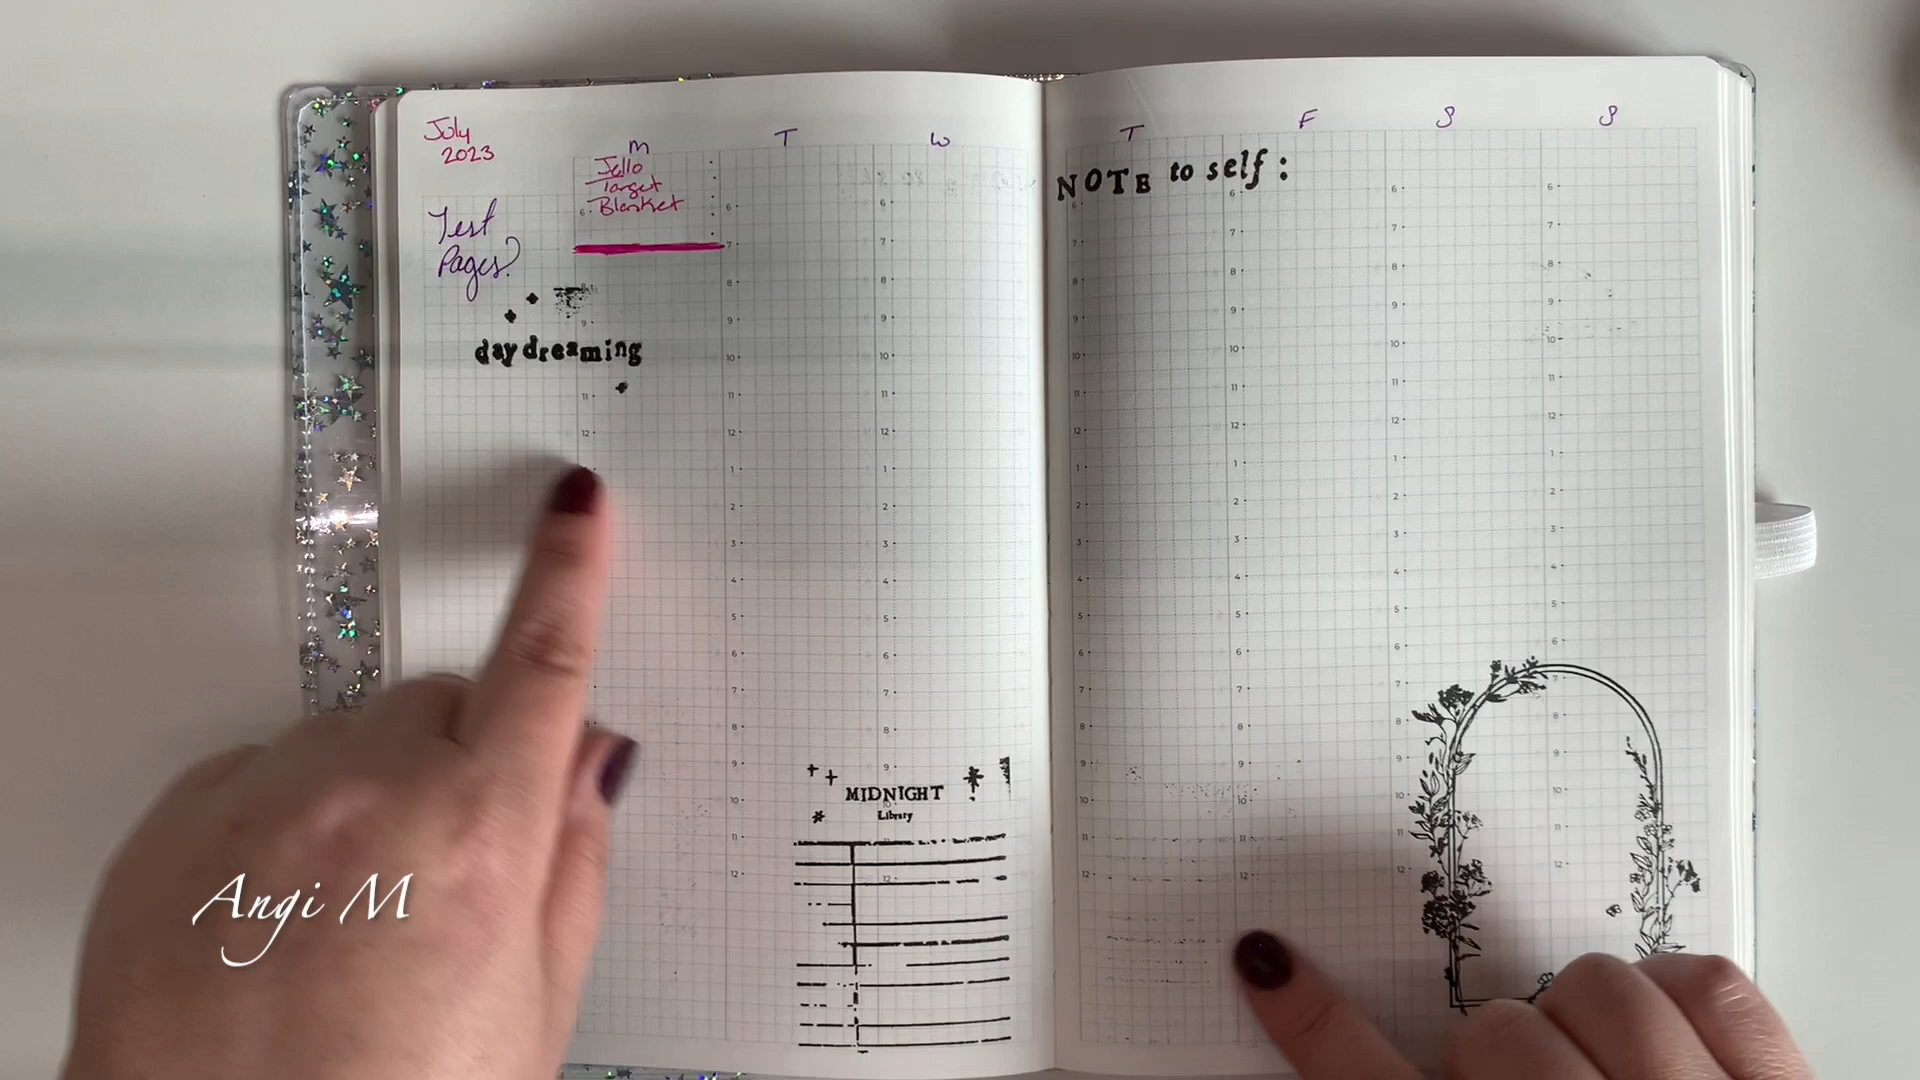 July
2023
M
T
W
T
F
S
S
Jello
Target
Blanket
Test
Pages?
daydreaming
NOTE to self:
MIDNIGHT
Library
Angi M